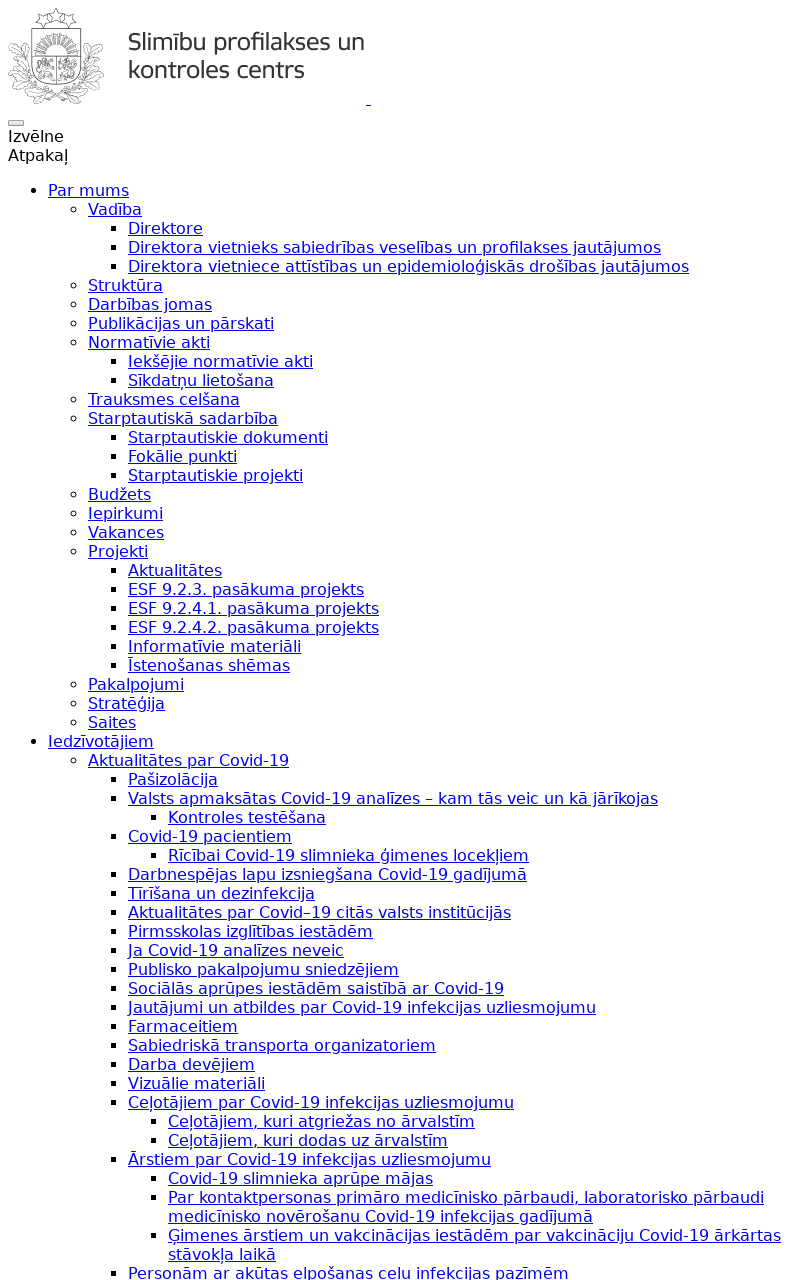 Slimību profilakses un
kontroles centrs
Izvēlne
Atpakaļ
Par mums
Vadība
Direktore
Direktora vietnieks sabiedrības veselības un profilakses jautājumos
Direktora vietniece attīstības un epidemioloģiskās drošības jautājumos
Struktūra
Darbības jomas
Publikācijas un pārskati
Normatīvie akti
Iekšējie normatīvie akti
Sīkdatņu lietošana
Trauksmes celšana
Starptautiskā sadarbība
Starptautiskie dokumenti
Fokālie punkti
Starptautiskie projekti
Budžets
Iepirkumi
Vakances
Projekti
Aktualitātes
ESF 9.2.3. pasākuma projekts
ESF 9.2.4.1. pasākuma projekts
ESF 9.2.4.2. pasākuma projekts
Informatīvie materiāli
Īstenošanas shēmas
Pakalpojumi
Stratēģija
Saites
Iedzīvotājiem
Aktualitātes par Covid-19
Pašizolācija
Valsts apmaksātas Covid-19 analīzes – kam tās veic un kā jārīkojas
Kontroles testēšana
Covid-19 pacientiem
Rīcībai Covid-19 slimnieka ģimenes locekļiem
Darbnespējas lapu izsniegšana Covid-19 gadījumā
Tīrīšana un dezinfekcija
Aktualitātes par Covid–19 citās valsts institūcijās
Pirmsskolas izglītības iestādēm
Ja Covid-19 analīzes neveic
Publisko pakalpojumu sniedzējiem
Sociālās aprūpes iestādēm saistībā ar Covid-19
Jautājumi un atbildes par Covid-19 infekcijas uzliesmojumu
Farmaceitiem
Sabiedriskā transporta organizatoriem
Darba devējiem
Vizuālie materiāli
Ceļotājiem par Covid-19 infekcijas uzliesmojumu
Ceļotājiem, kuri atgriežas no ārvalstīm
Ceļotājiem, kuri dodas uz ārvalstīm
Ārstiem par Covid-19 infekcijas uzliesmojumu
Covid-19 slimnieka aprūpe mājas
Par kontaktpersonas primāro medicīnisko pārbaudi, laboratorisko pārbaudi
medicīnisko novērošanu Covid-19 infekcijas gadījumā
Ģimenes ārstiem un vakcinācijas iestādēm par vakcināciju Covid-19 ārkārtas
stāvokļa laikā
Personām ar akūtas elpošanas ceļu infekcijas pazīmēm